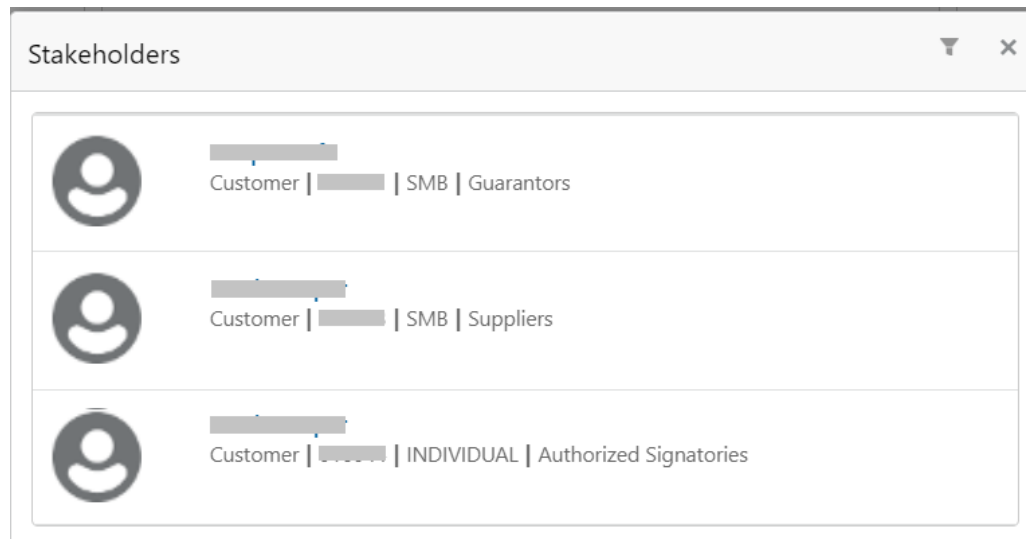 Stakeholders
Customer | | SMB | Guarantors
Customer | | SMB | Suppliers
Customer | | INDIVIDUAL | Authorized Signatories